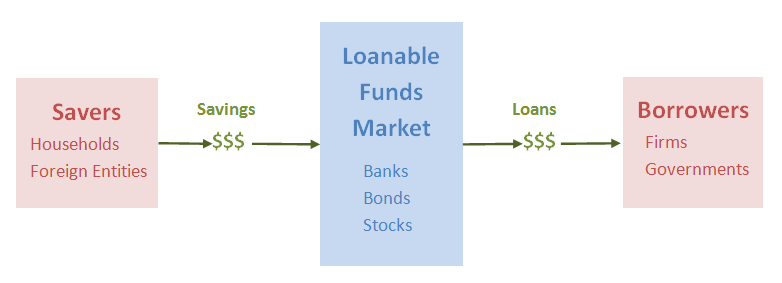 Savers
Households
Foreign Entities
Savings
$$$
Loanable
Funds
Market
Banks
Bonds
Stocks
Loans
$$$
Borrowers
Firms
Governments